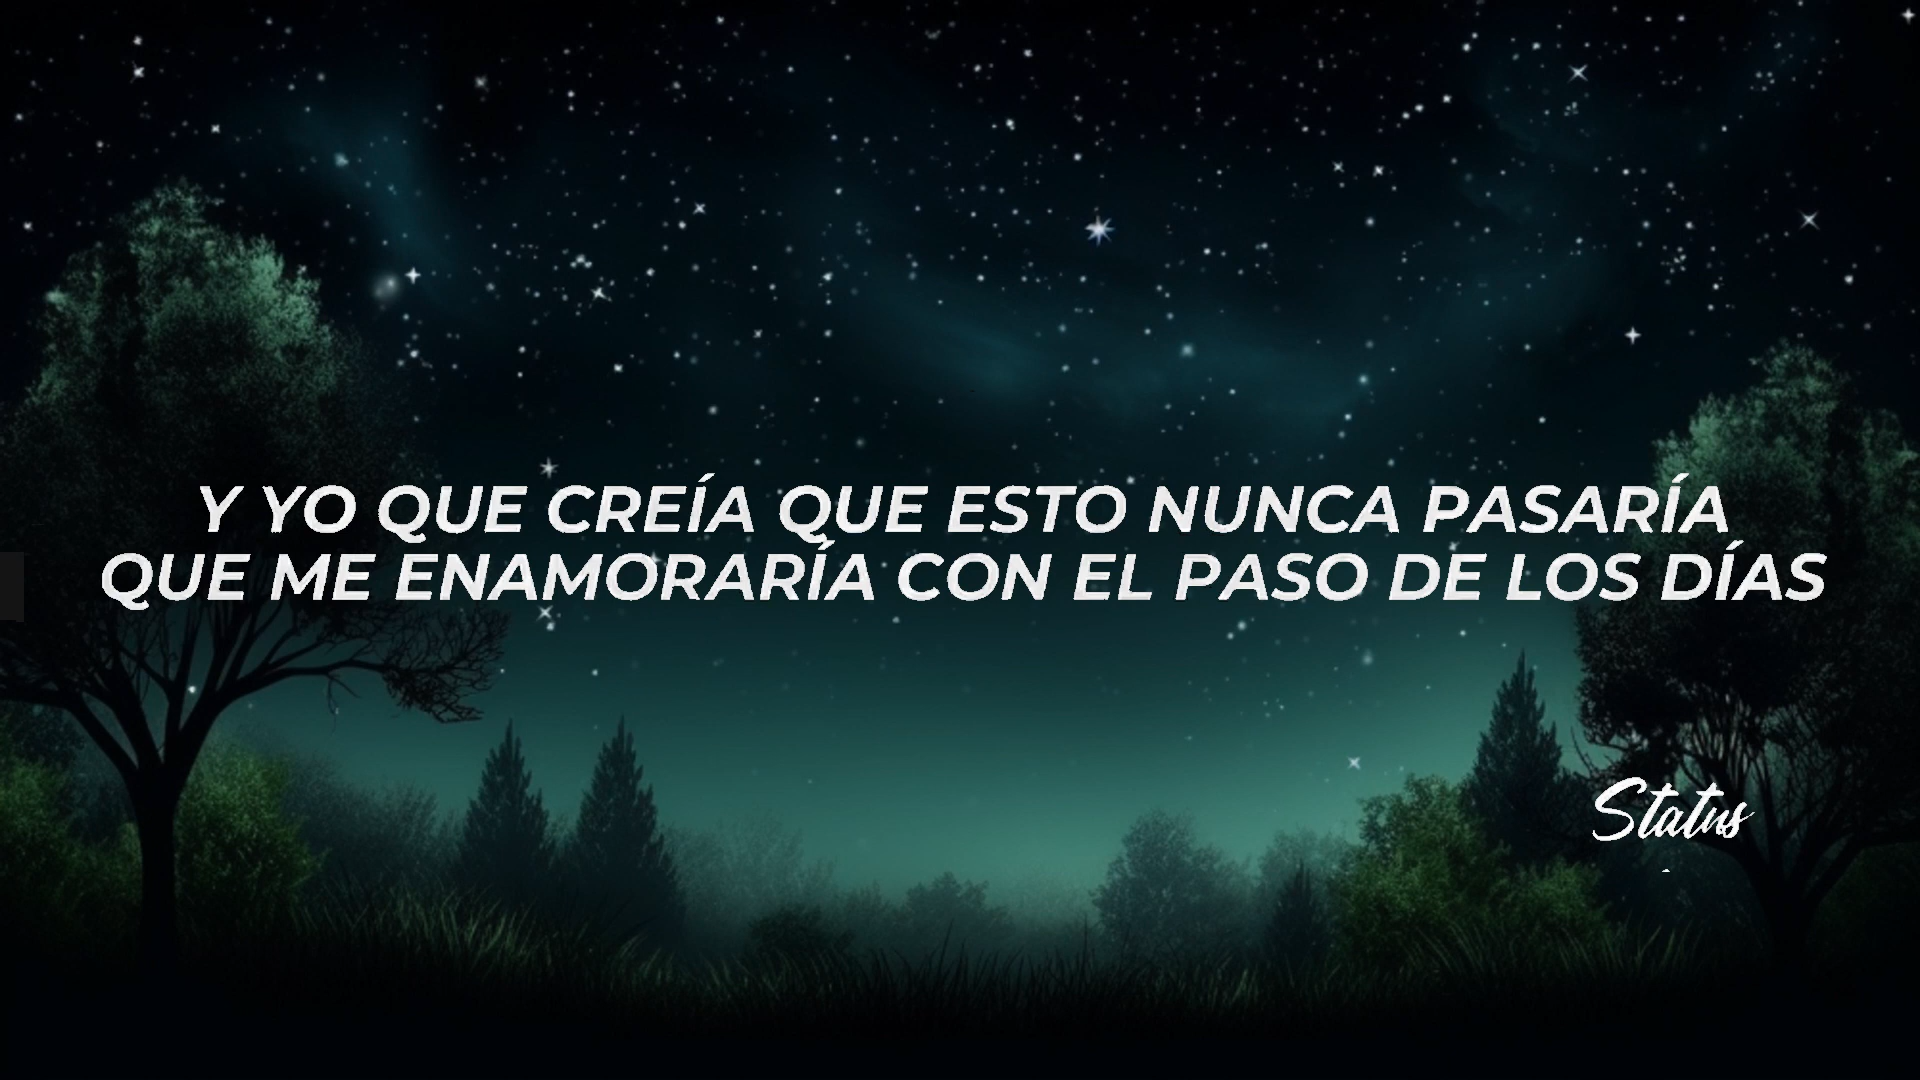 Y YO QUE CREÍA QUE ESTO NUNCA PASARÍA
QUE ME ENAMORARÍA CON EL PASO DE LOS DÍAS
Status